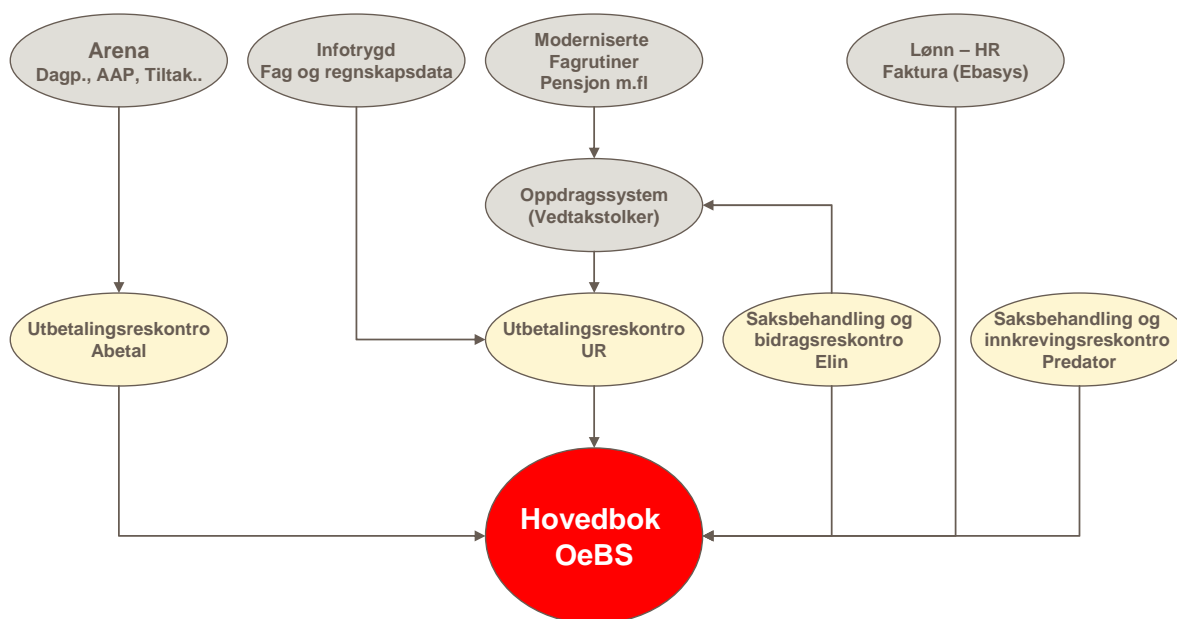 Arena
Dagp., AAP, Tiltak..
Infotrygd
Fag og regnskapsdata
Moderniserte
Fagrutiner
Pensjon m.fl
Lønn – HR
Faktura (Ebasys)
Oppdragssystem
(Vedtakstolker)
Utbetalingsreskontro
Abetal
Utbetalingsreskontro
UR
Saksbehandling og
bidragsreskontro
Elin
Saksbehandling og
innkrevingsreskontro
Predator
Hovedbok
OeBS